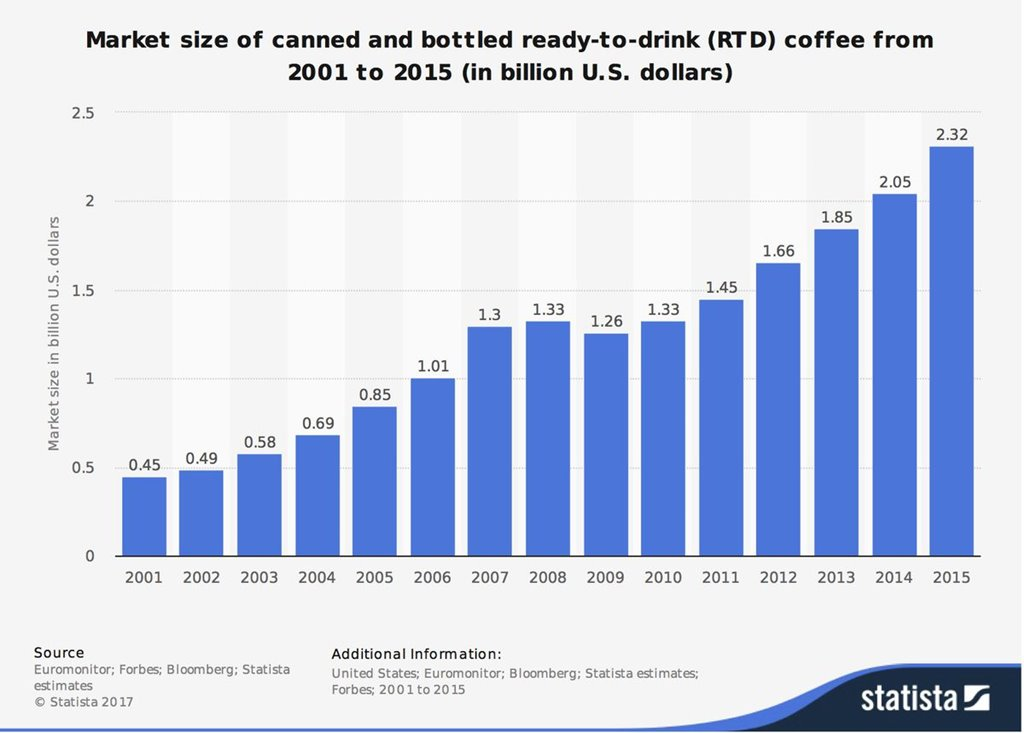 Market size of canned and bottled ready-to-drink (RTD) coffee from
2001 to 2015 (in billion U.S. dollars)
Market size in billion U.S. dollars
2.5
2
1.5
1
0.5
0
0.45
0.49
0.58
0.69
0.85
1.01
1.3
1.33
1.26
1.33
1.45
1.66
1.85
2.05
2.32
2001 2002 2003 2004 2005 2006 2007 2008 2009 2010 2011 2012 2013 2014 2015
Source
Euromonitor; Forbes; Bloomberg; Statista
estimates
© Statista 2017
Additional Information:
United States; Euromonitor; Bloomberg; Statista estimates;
Forbes; 2001 to 2015
statista